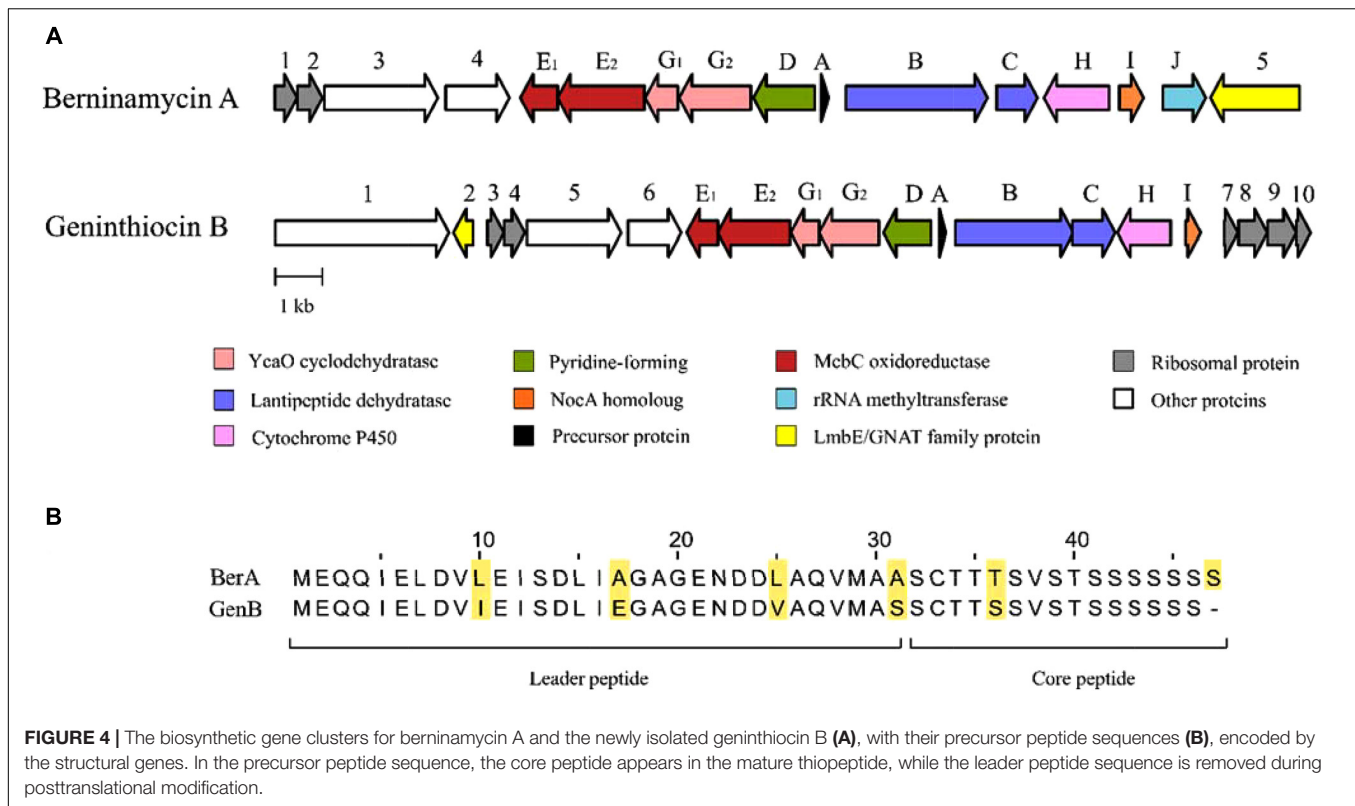 A
1 2 3 4 E1 E2 G1 G2 D A B C H I J 5
Berninamycin A
1 2 3 4 5 6 E1 E2 G1 G2 D A B C H I 7 8 9 10
Geninthiocin B
1 kb
YcaO cyclodehydratase Pyridine-forming McbC oxidoreductase Ribosomal protein
Lantipeptide dehydratase NocA homoloug rRNA methyltransferase Other proteins
Cytochrome P450 Precursor protein LmbE/GNAT family protein
B
10 20 30 40
BerA MEQQIELDVLEISDLIAGAGENDDLAQVMAASCTTTSVSTSSSSSSS
GenB MEQQIELDVIEISDLIEGAGENDDVAQVMASSCTTSSVSTSSSSSS-
Leader peptide Core peptide
FIGURE 4 | The biosynthetic gene clusters for berninamycin A and the newly isolated geninthiocin B (A), with their precursor peptide sequences (B), encoded by
the structural genes. In the precursor peptide sequence, the core peptide appears in the mature thiopeptide, while the leader peptide sequence is removed during
posttranslational modification.